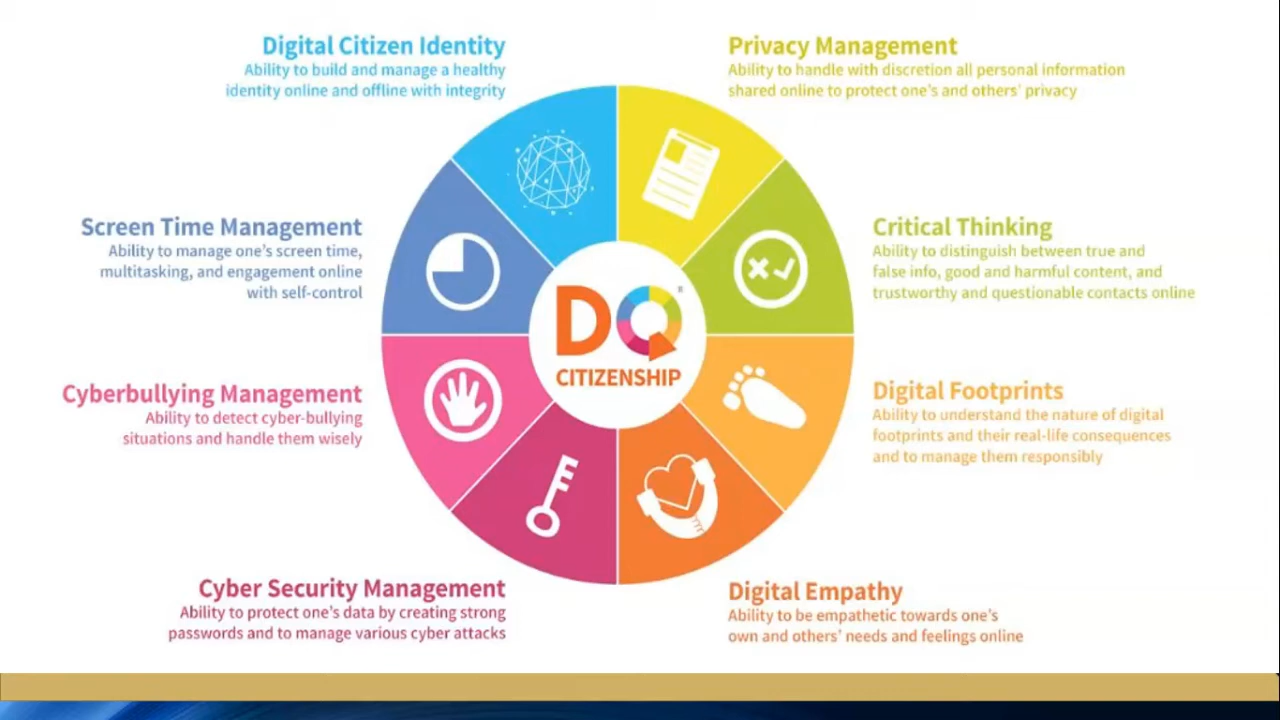 Digital Citizen Identity
Ability to build and manage a healthy
identity online and offline with integrity
Privacy Management
Ability to handle with discretion all personal information
shared online to protect one's and others' privacy
Screen Time Management
Ability to manage one's screen time,
multitasking, and engagement online
with self-control
Critical Thinking
Ability to distinguish between true and
false info, good and harmful content, and
trustworthy and questionable contacts online
DQ
CITIZENSHIP
Cyberbullying Management
Ability to detect cyber-bullying
situations and handle them wisely
Digital Footprints
Ability to understand the nature of digital
footprints and their real-life consequences
and to manage them responsibly
Cyber Security Management
Ability to protect one's data by creating strong
passwords and to manage various cyber attacks
Digital Empathy
Ability to be empathetic towards one's
own and others' needs and feelings online